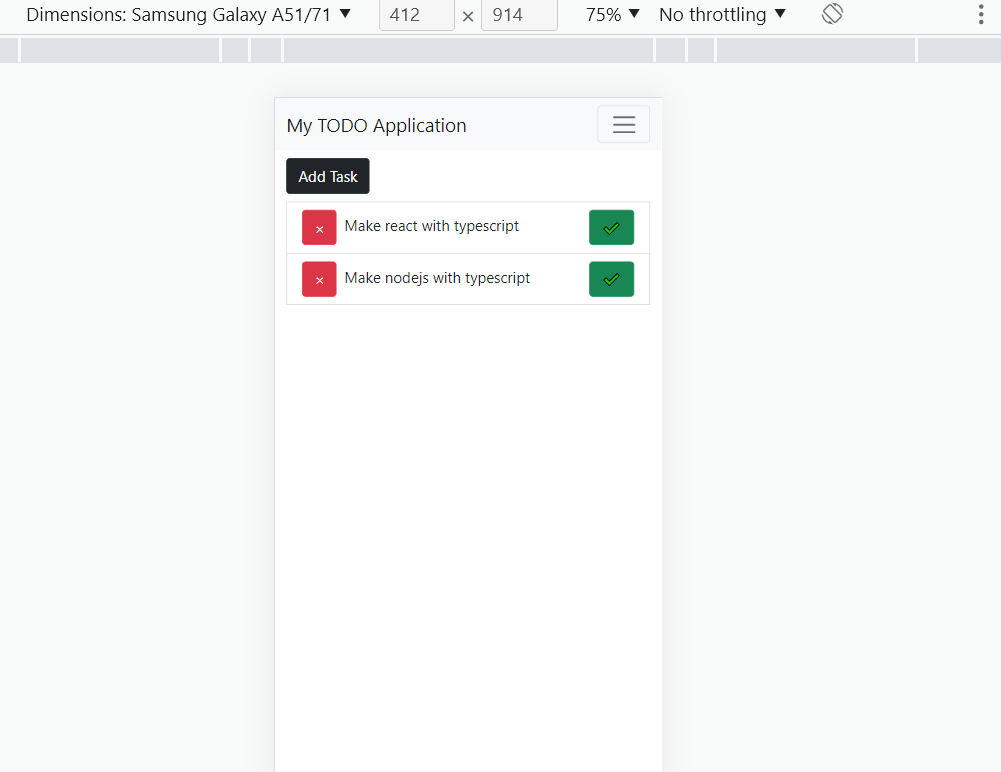 Dimensions: Samsung Galaxy A51/71 ▼ 412 × 914 75% ▼ No throttling ▼
My TODO Application
Add Task
× Make react with typescript ✔
× Make nodejs with typescript ✔